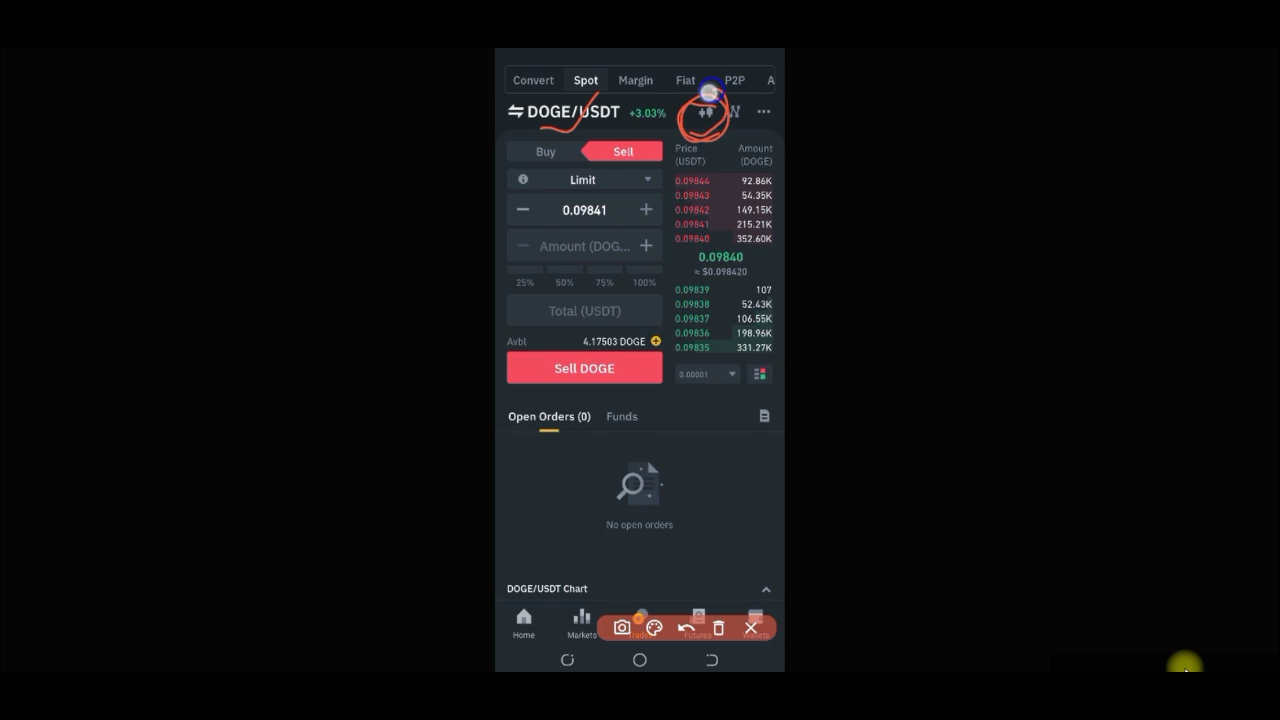 Convert Spot Margin Fiat P2P A
DOGE/USDT +3.03%
Buy Sell
Limit
0.09841
Amount (DOG...
25% 50% 75% 100%
Total (USDT)
Avbl 4.17503 DOGE
Sell DOGE
Price (USDT) Amount (DOGE)
0.09844 92.86K
0.09843 54.35K
0.09842 149.15K
0.09841 215.21K
0.09840 352.60K
0.09840
≈ $0.098420
0.09839 107
0.09838 52.43K
0.09837 106.55K
0.09836 198.96K
0.09835 331.27K
0.00001
Open Orders (0) Funds
No open orders
DOGE/USDT Chart
Home Markets Trades Futures Wallets